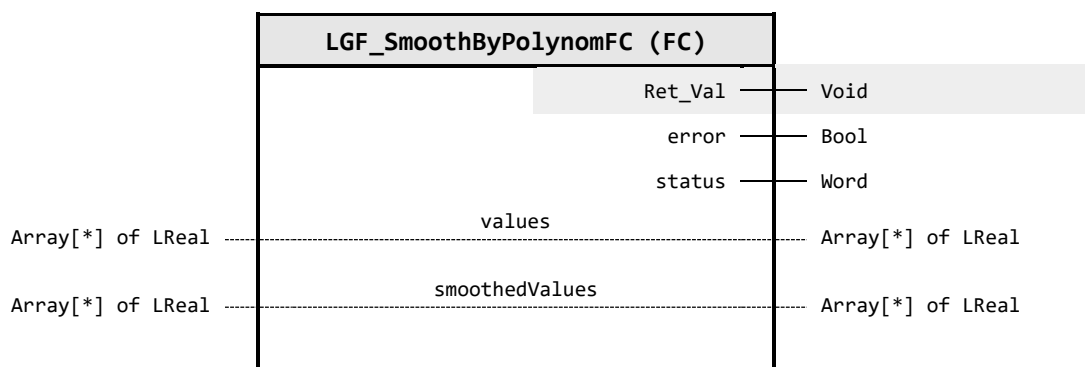 LGF_SmoothByPolynomFC (FC)
Ret_Val Void
error Bool
status Word
values
Array[*] of LReal Array[*] of LReal
smoothedValues
Array[*] of LReal Array[*] of LReal